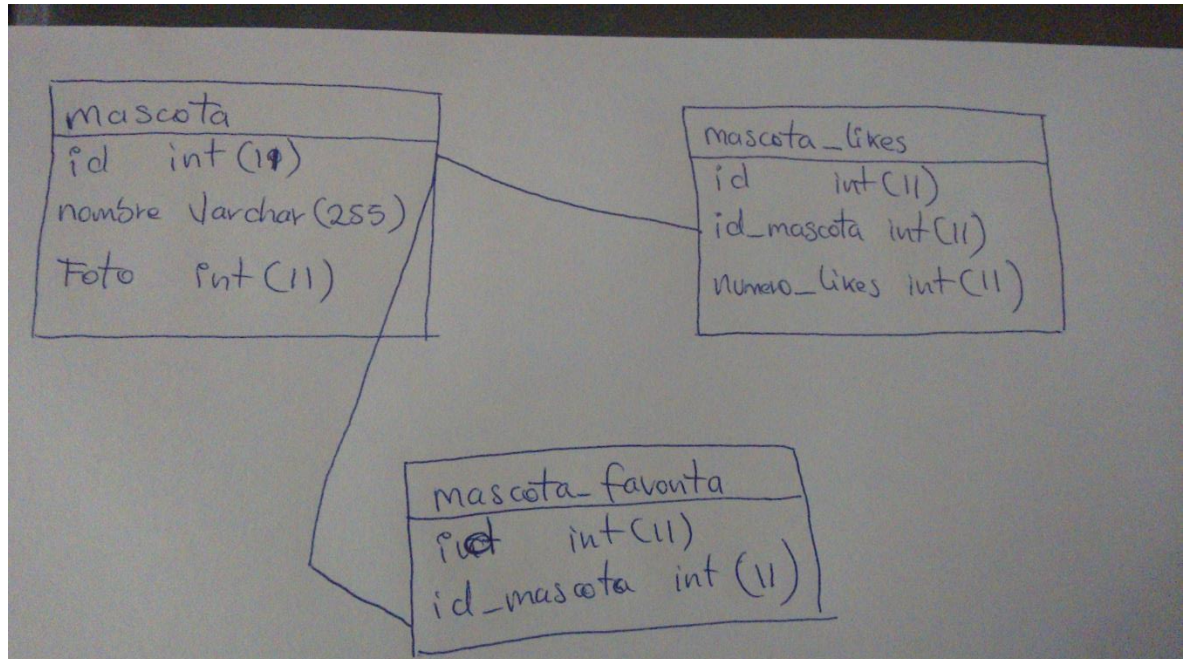 mascota
id int(11)
nombre Varchar(255)
Foto int(11)
mascota_likes
id int(11)
id_mascota int(11)
numero_likes int(11)
mascota_favorita
id int(11)
id_mascota int(11)